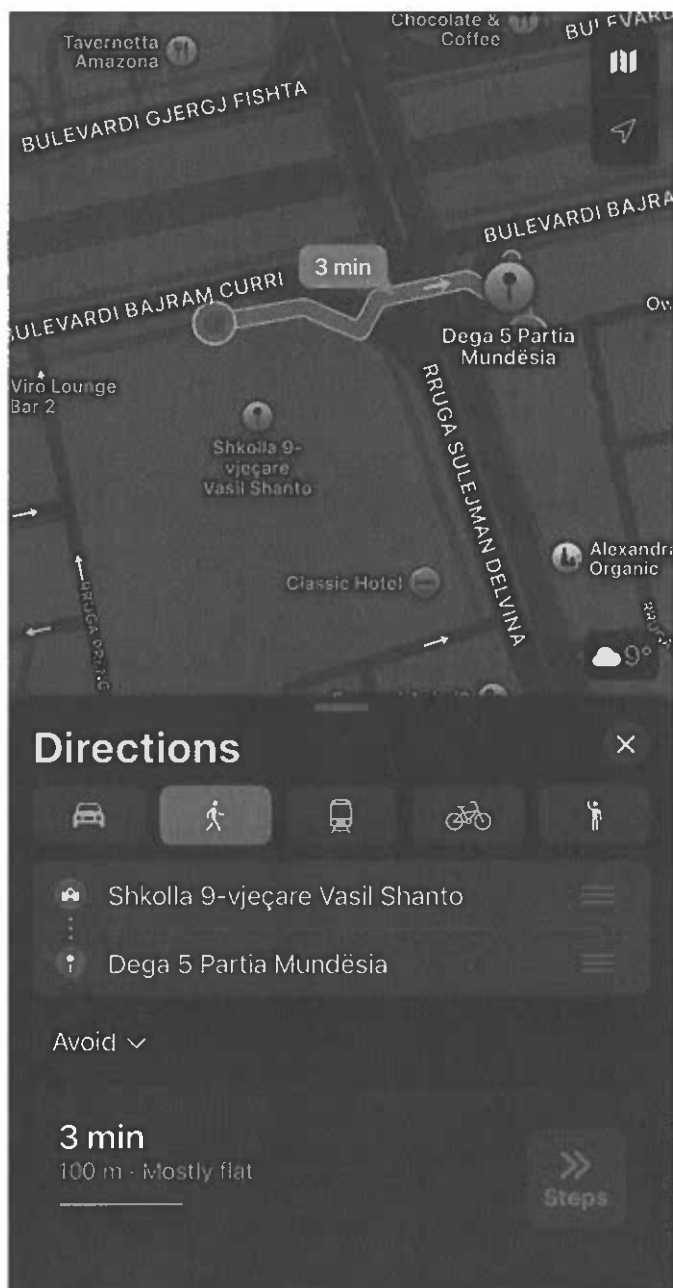 Tavernetta
Amazona
Chocolate &
Coffee
BULEVARD
BULEVARDI GJERGJ FISHTA
BULEVARDI BAJRA
3 min
BULEVARDI BAJRAM CURRI
Dega 5 Partia
Mundësia
Viro Lounge
Bar 2
Shkolla 9-
vjeçare
Vasil Shanto
RRUGA SULEJMAN DELVINA
Classic Hotel
Alexandra
Organic
9°
Directions
Shkolla 9-vjeçare Vasil Shanto
Dega 5 Partia Mundësia
Avoid
3 min
100 m · Mostly flat
Steps